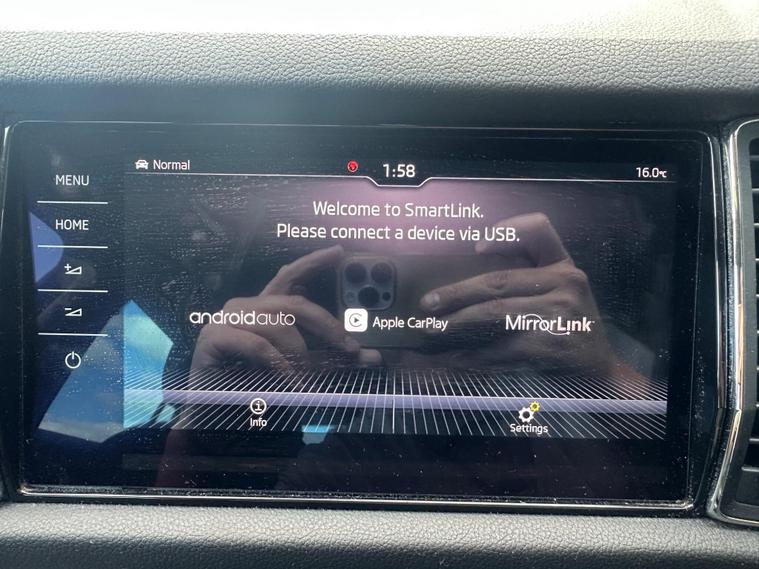 Normal
1:58
16.0°C
MENU
HOME
Welcome to SmartLink.
Please connect a device via USB.
androidauto
Apple CarPlay
MirrorLink™
Info
Settings